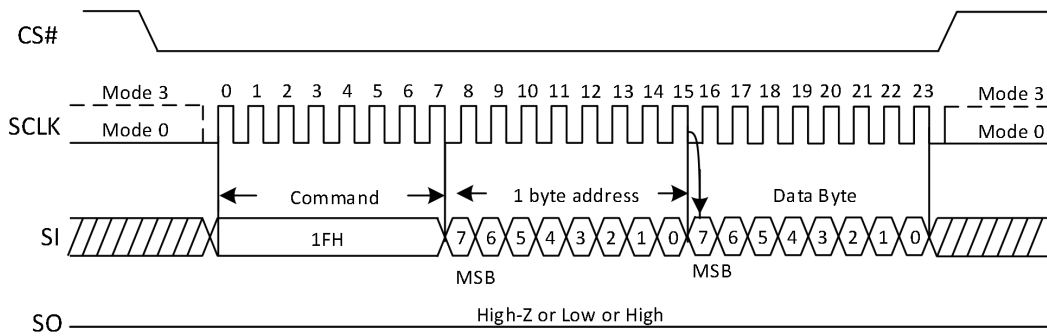 CS#
Mode 3 0 1 2 3 4 5 6 7 8 9 10 11 12 13 14 15 16 17 18 19 20 21 22 23 Mode 3
SCLK Mode 0 Mode 0
Command 1 byte address Data Byte
SI 1FH 7 6 5 4 3 2 1 0 7 6 5 4 3 2 1 0
MSB MSB
High-Z or Low or High
SO